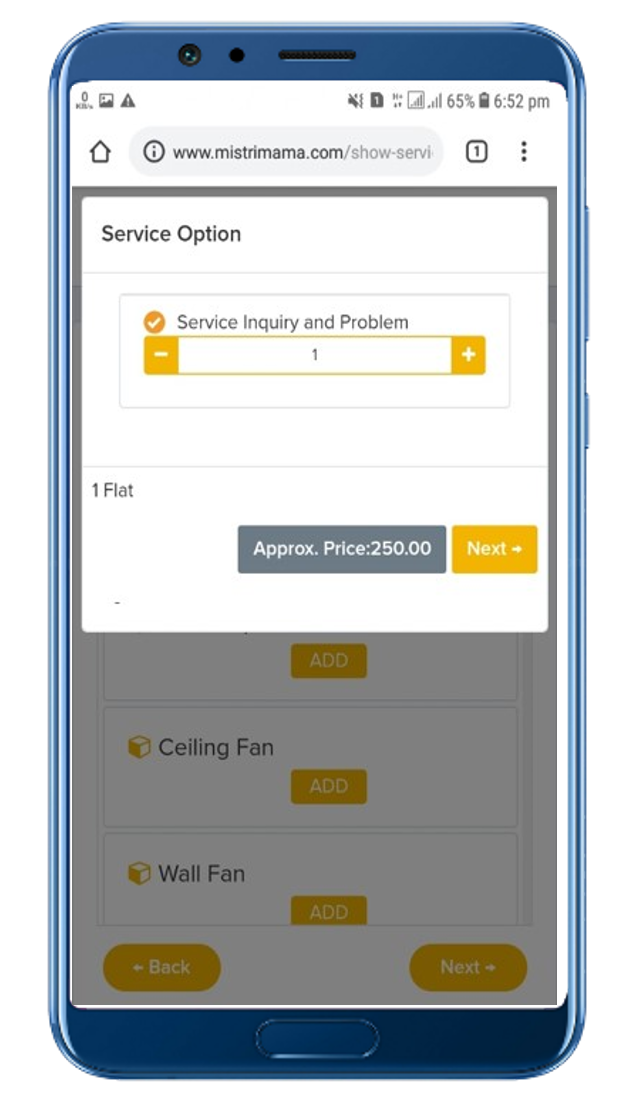 0
KB/s
1 65% 6:52 pm
www.mistrimama.com/show-servi
1
Service Option
Service Inquiry and Problem
- 1 +
1 Flat
Approx. Price:250.00 Next →
-
ADD
Ceiling Fan
ADD
Wall Fan
ADD
← Back Next →